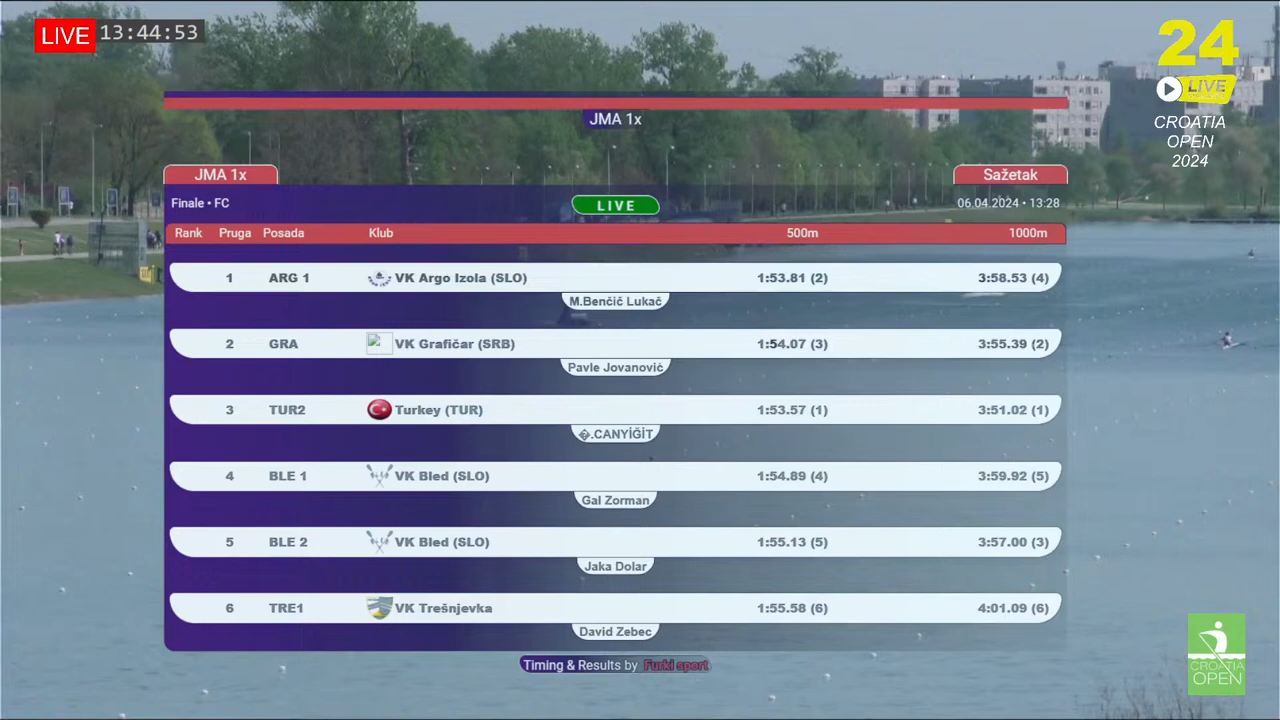 LIVE 13:44:53
24
LIVE
CROATIA
OPEN
2024
JMA 1x
JMA 1x Sažetak
Finale • FC LIVE 06.04.2024 • 13:28
Rank Pruga Posada Klub 500m 1000m
1 ARG 1 VK Argo Izola (SLO) 1:53.81 (2) 3:58.53 (4)
M.Benčič Lukač
2 GRA VK Grafičar (SRB) 1:54.07 (3) 3:55.39 (2)
Pavle Jovanović
3 TUR2 Turkey (TUR) 1:53.57 (1) 3:51.02 (1)
�.CANYİĞİT
4 BLE 1 VK Bled (SLO) 1:54.89 (4) 3:59.92 (5)
Gal Zorman
5 BLE 2 VK Bled (SLO) 1:55.13 (5) 3:57.00 (3)
Jaka Dolar
6 TRE1 VK Trešnjevka 1:55.58 (6) 4:01.09 (6)
David Zebec
Timing & Results by Furki sport
CROATIA
OPEN